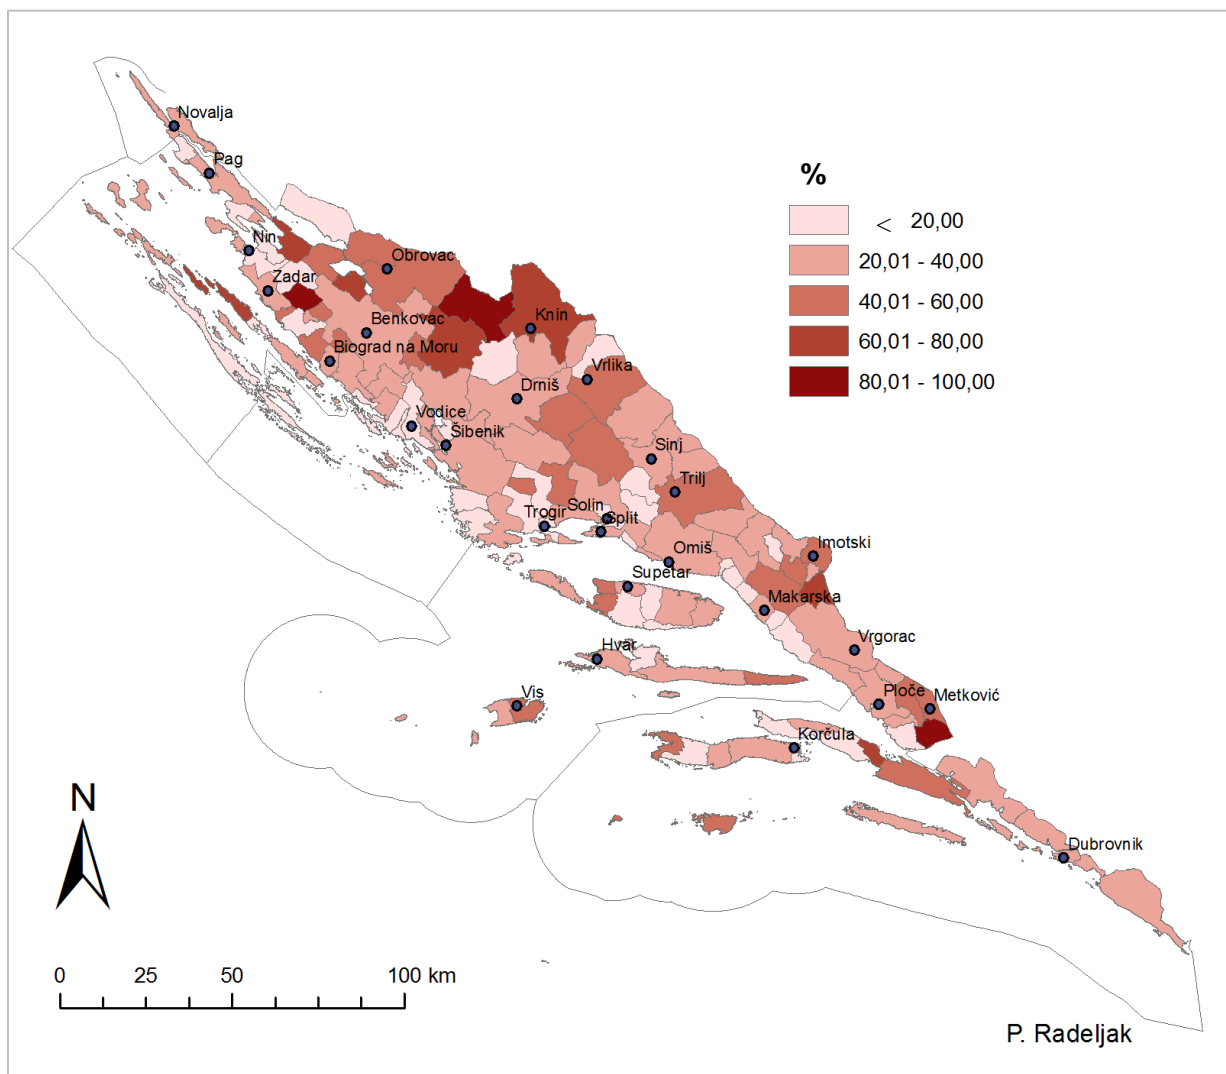 Novalja
Pag
%
< 20,00
Nin
Obrovac
20,01 - 40,00
Zadar
40,01 - 60,00
Knin
Benkovac
60,01 - 80,00
Biograd na Moru
Vrlika
80,01 - 100,00
Drniš
Vodice
Šibenik
Sinj
Trilj
Solin
Trogir
Split
Imotski
Omiš
Supetar
Makarska
Hvar
Vrgorac
Vis
Ploče
Metković
Korčula
N
Dubrovnik
0 25 50 100 km
P. Radeljak